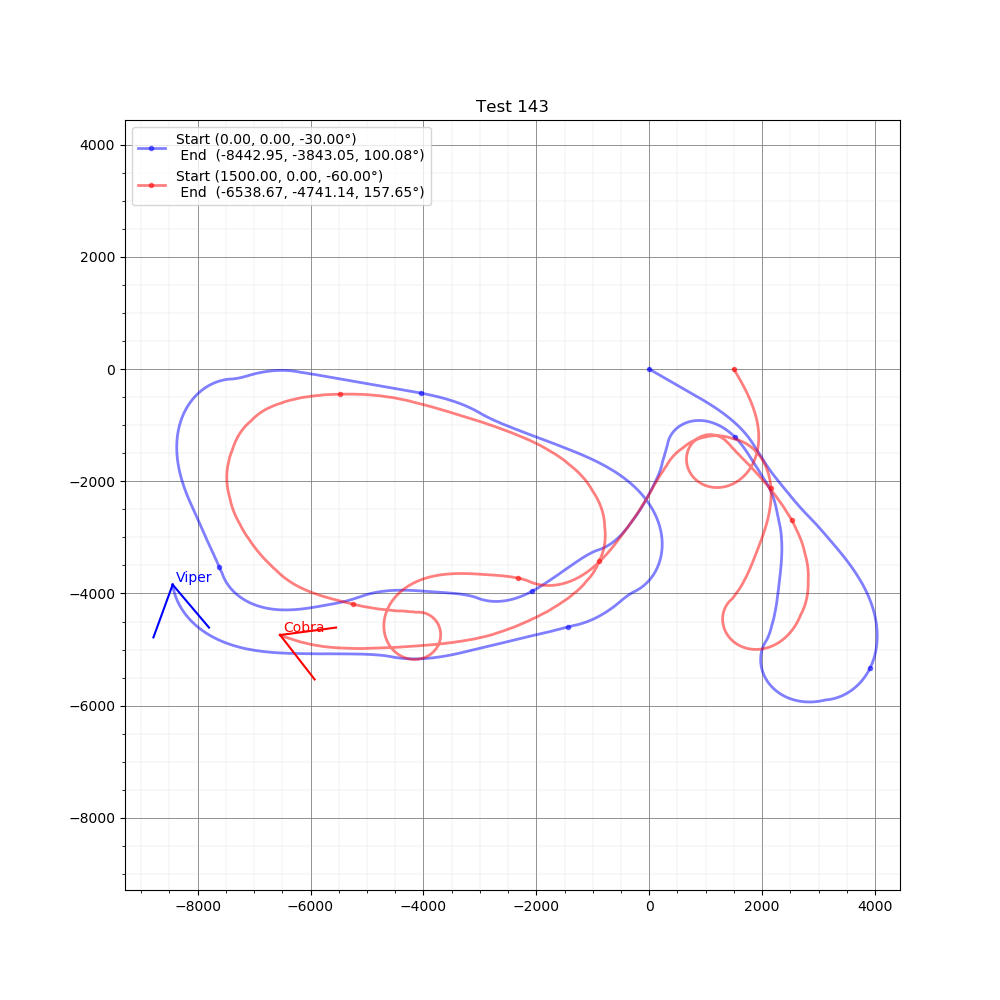 Test 143
Start (0.00, 0.00, -30.00°)
End (-8442.95, -3843.05, 100.08°)
Start (1500.00, 0.00, -60.00°)
End (-6538.67, -4741.14, 157.65°)
4000
2000
0
−2000
−4000
−6000
−8000
Viper
Cobra
−8000 −6000 −4000 −2000 0 2000 4000